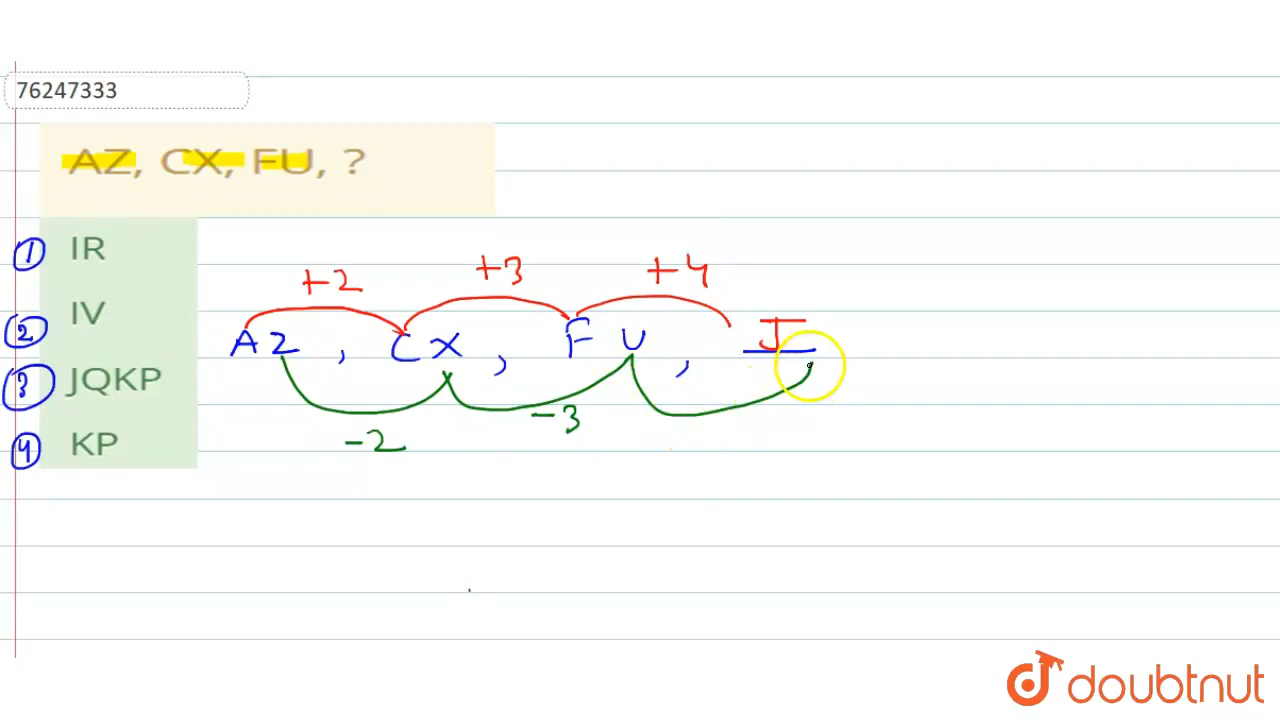 76247333
AZ, CX, FU, ?
① IR
② IV
③ JQKP
④ KP
+2 +3 +4
AZ, CX, FU, J
-2 -3
doubtnut